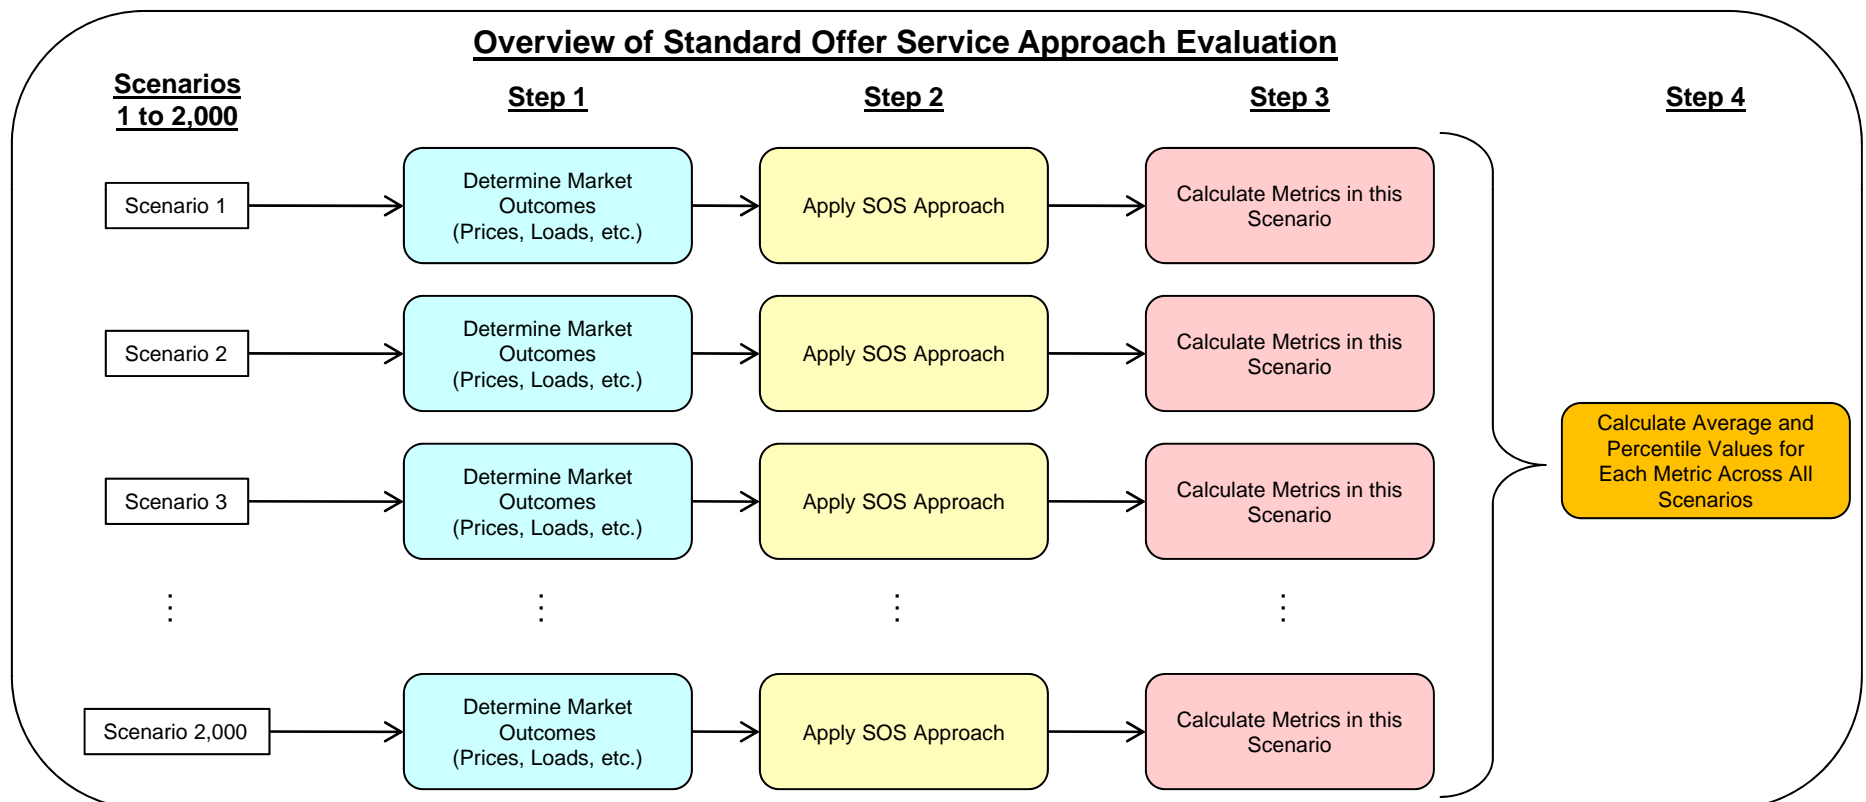 Overview of Standard Offer Service Approach Evaluation
Scenarios
1 to 2,000
Step 1
Step 2
Step 3
Step 4
Scenario 1
Determine Market
Outcomes
(Prices, Loads, etc.)
Apply SOS Approach
Calculate Metrics in this
Scenario
Scenario 2
Determine Market
Outcomes
(Prices, Loads, etc.)
Apply SOS Approach
Calculate Metrics in this
Scenario
Scenario 3
Determine Market
Outcomes
(Prices, Loads, etc.)
Apply SOS Approach
Calculate Metrics in this
Scenario
Calculate Average and
Percentile Values for
Each Metric Across All
Scenarios
Scenario 2,000
Determine Market
Outcomes
(Prices, Loads, etc.)
Apply SOS Approach
Calculate Metrics in this
Scenario